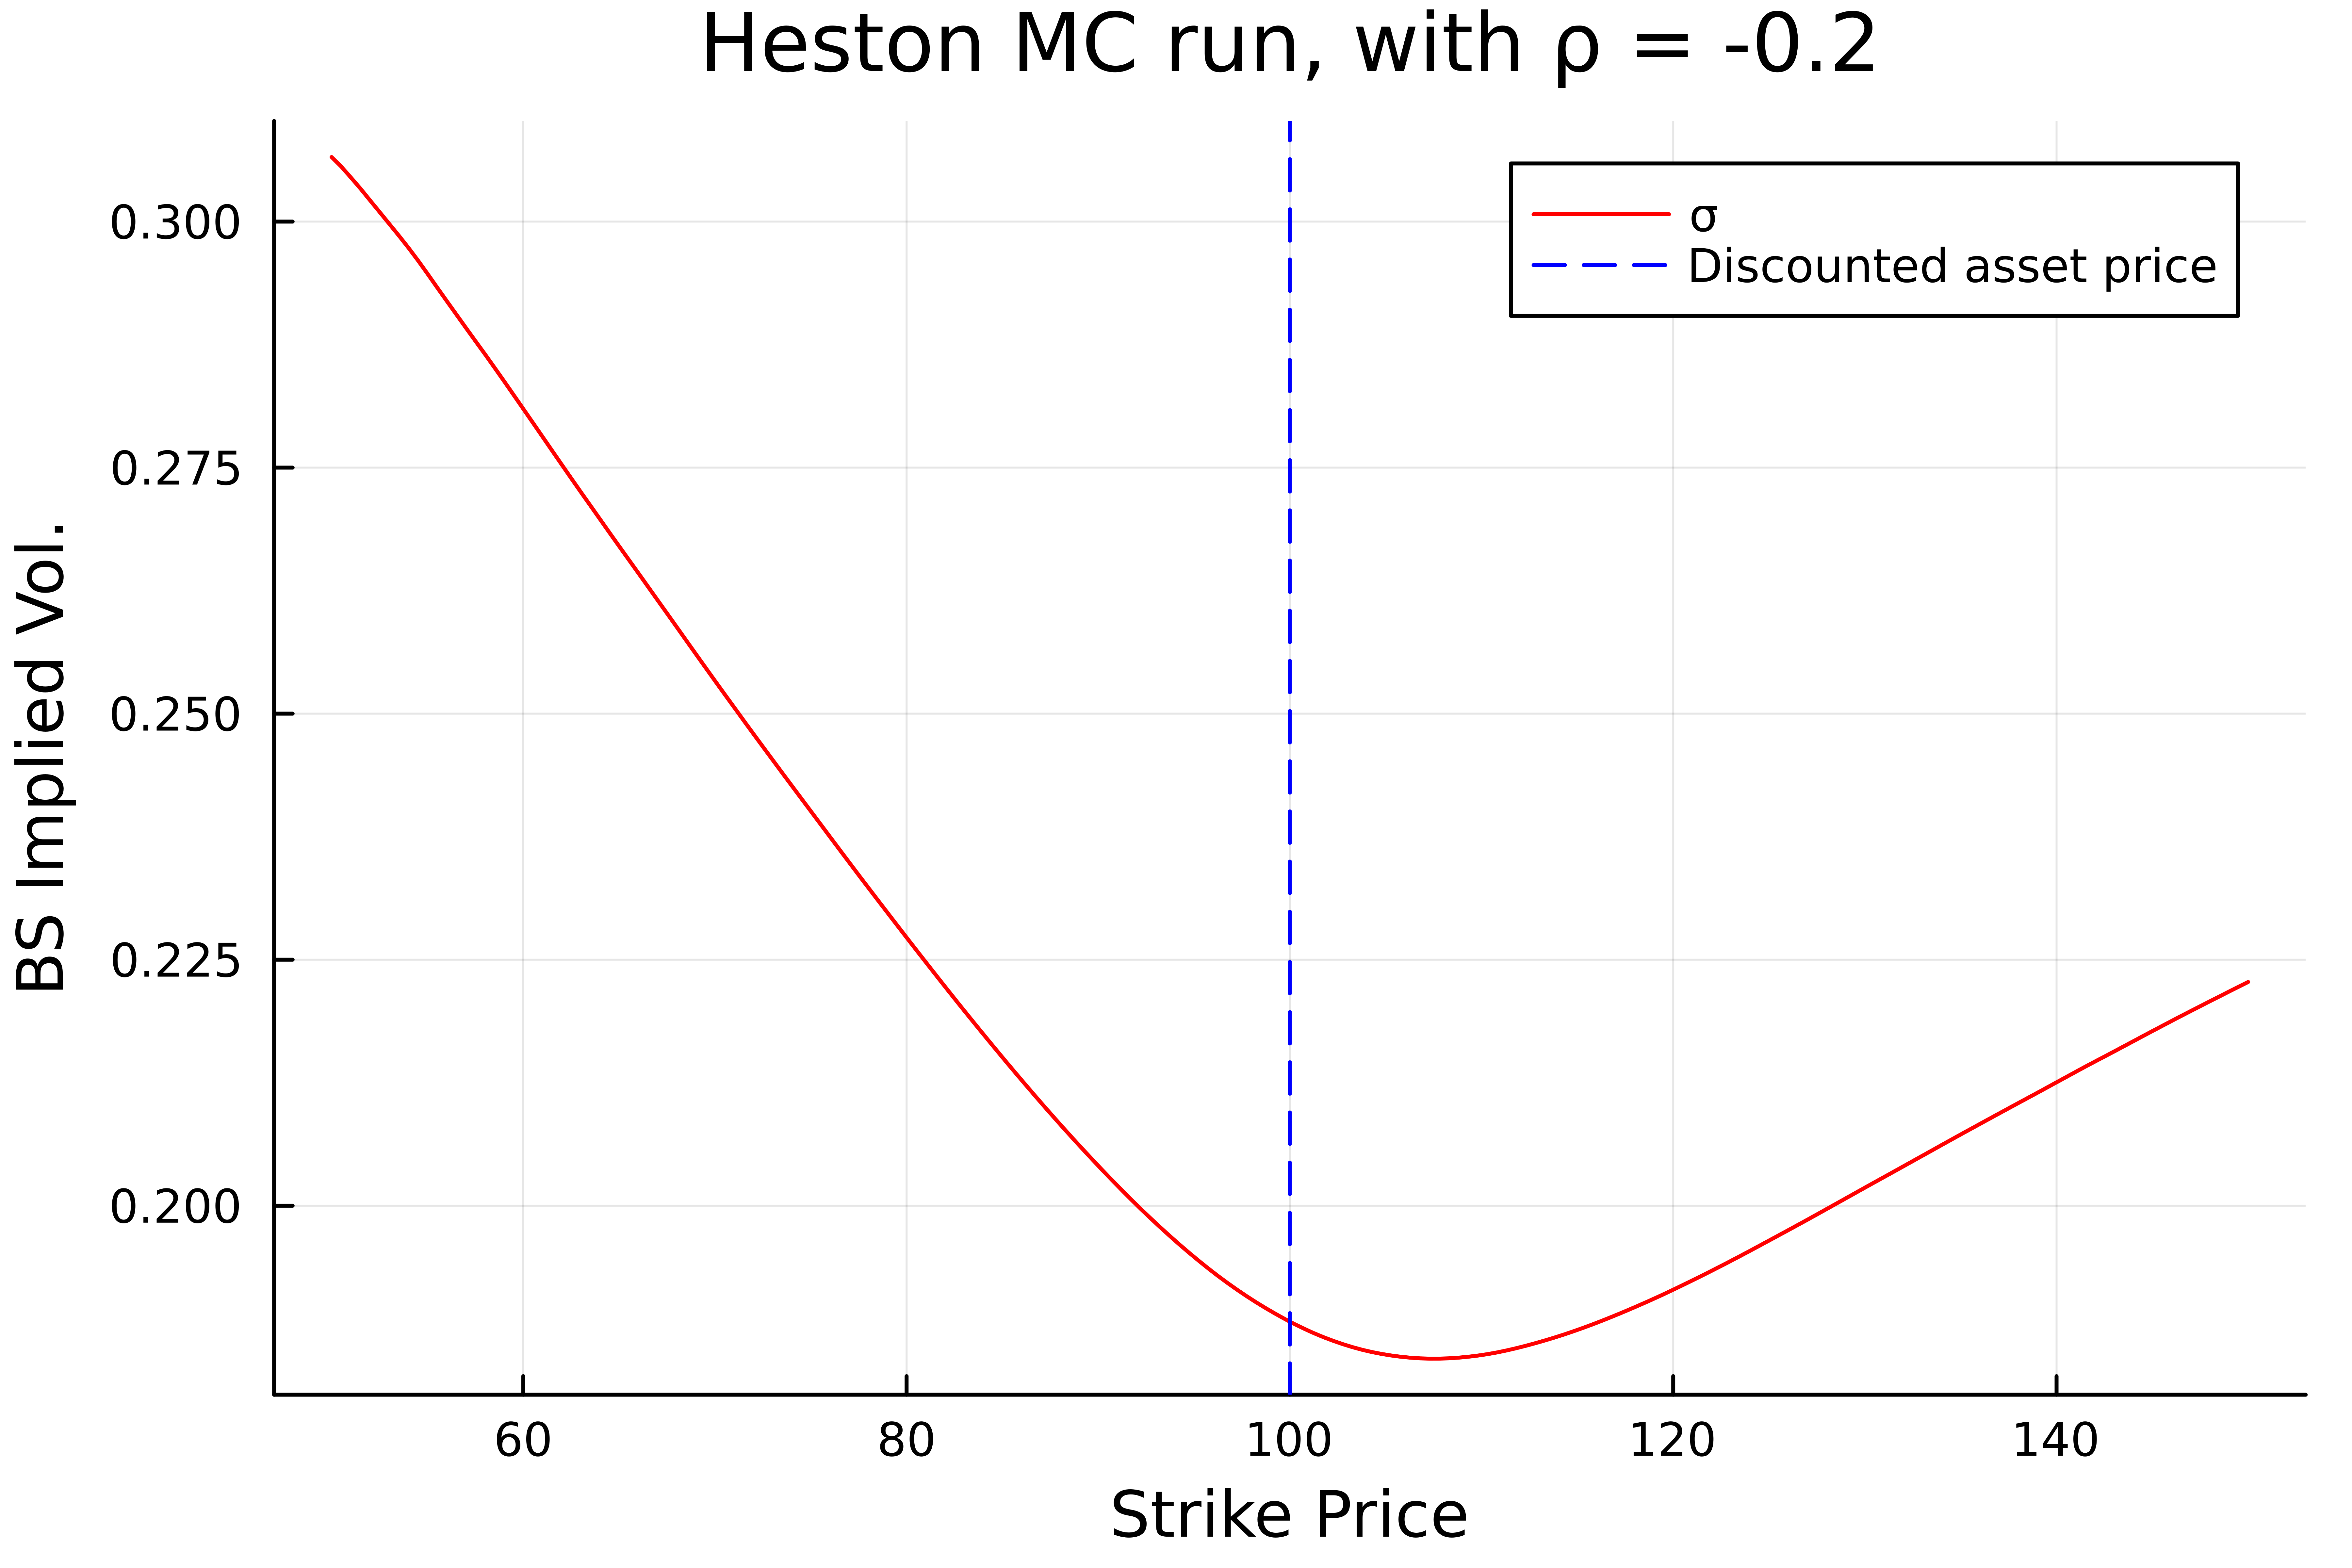 Heston MC run, with ρ = -0.2
σ
Discounted asset price
BS Implied Vol.
0.300
0.275
0.250
0.225
0.200
60
80
100
120
140
Strike Price